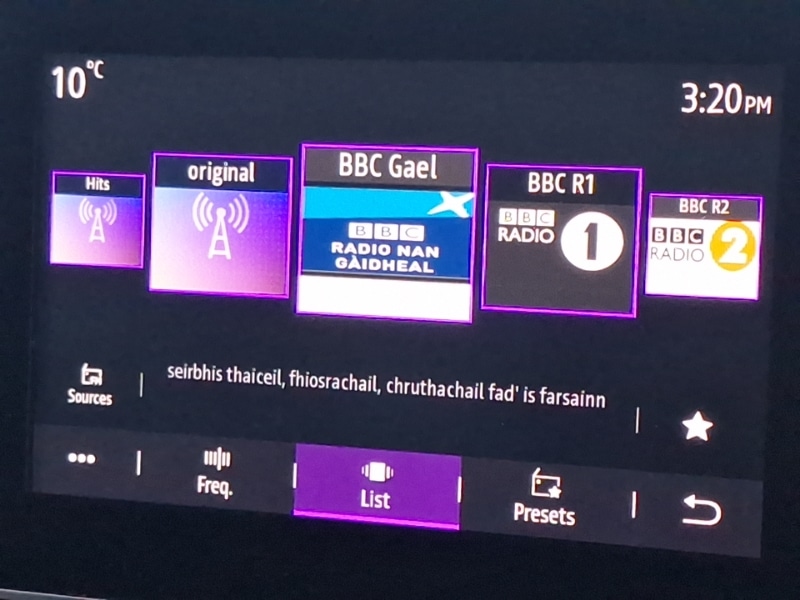 10°C
3:20PM
Hits
original
BBC Gael
BBC
RADIO NAN
GÀIDHEAL
BBC R1
BBC
RADIO
1
BBC R2
BBC
RADIO
2
Sources
seirbhis thaiceil, fhiosrachail, chruthachail fad' is farsainn
Freq.
List
Presets